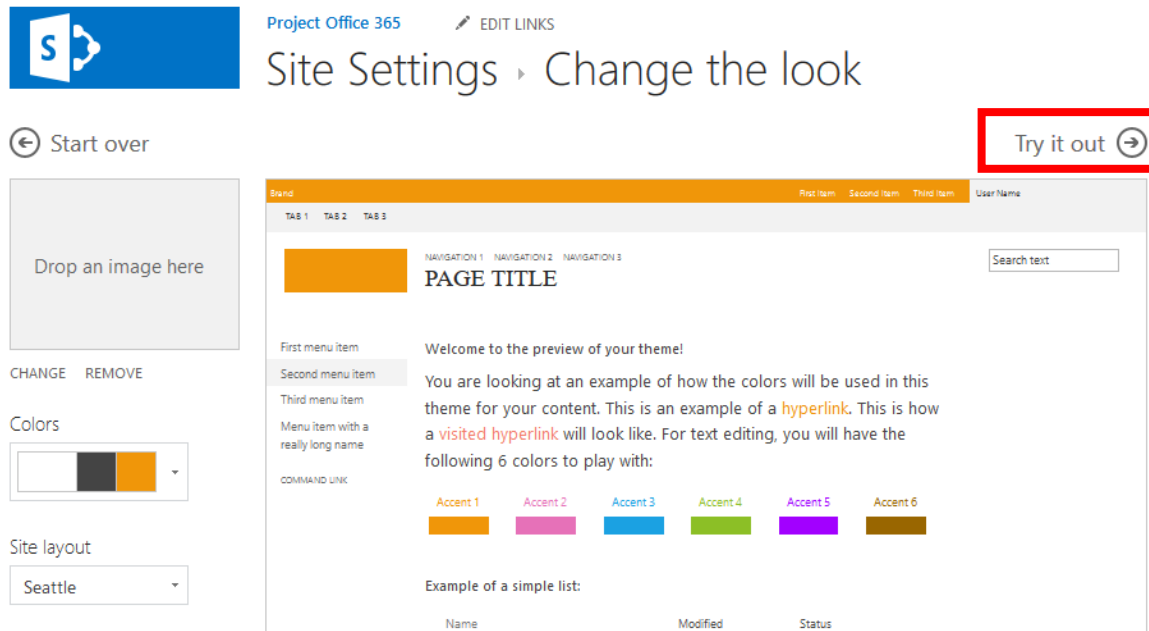 S
Project Office 365 EDIT LINKS
Site Settings Change the look
Start over
Try it out
Drop an image here
CHANGE REMOVE
Colors
Site layout
Seattle
Brand First Item Second Item Third Item User Name
TAB 1 TAB 2 TAB 3
NAVIGATION 1 NAVIGATION 2 NAVIGATION 3
PAGE TITLE
Search text
First menu item
Second menu item
Third menu item
Menu item with a
really long name
COMMAND LINK
Welcome to the preview of your theme!
You are looking at an example of how the colors will be used in this
theme for your content. This is an example of a hyperlink. This is how
a visited hyperlink will look like. For text editing, you will have the
following 6 colors to play with:
Accent 1 Accent 2 Accent 3 Accent 4 Accent 5 Accent 6
Example of a simple list:
Name Modified Status